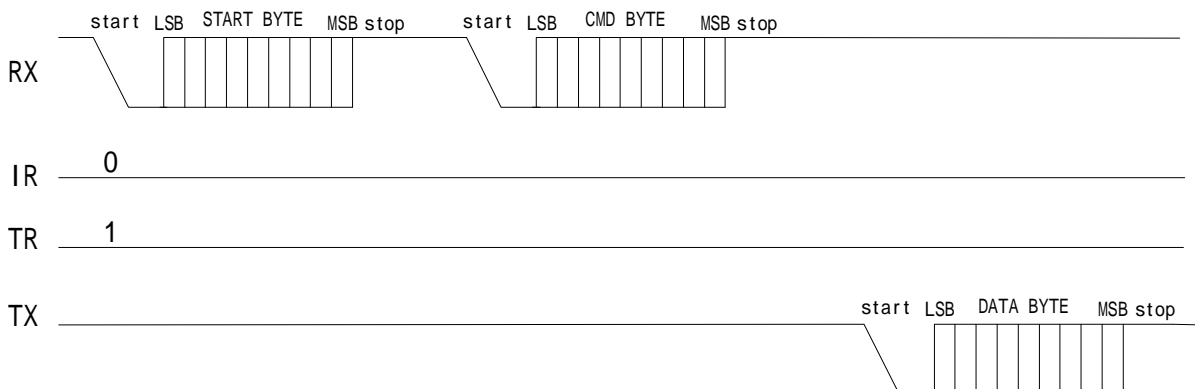 start LSB START BYTE MSB stop start LSB CMD BYTE MSB stop
RX
IR 0
TR 1
TX start LSB DATA BYTE MSB stop